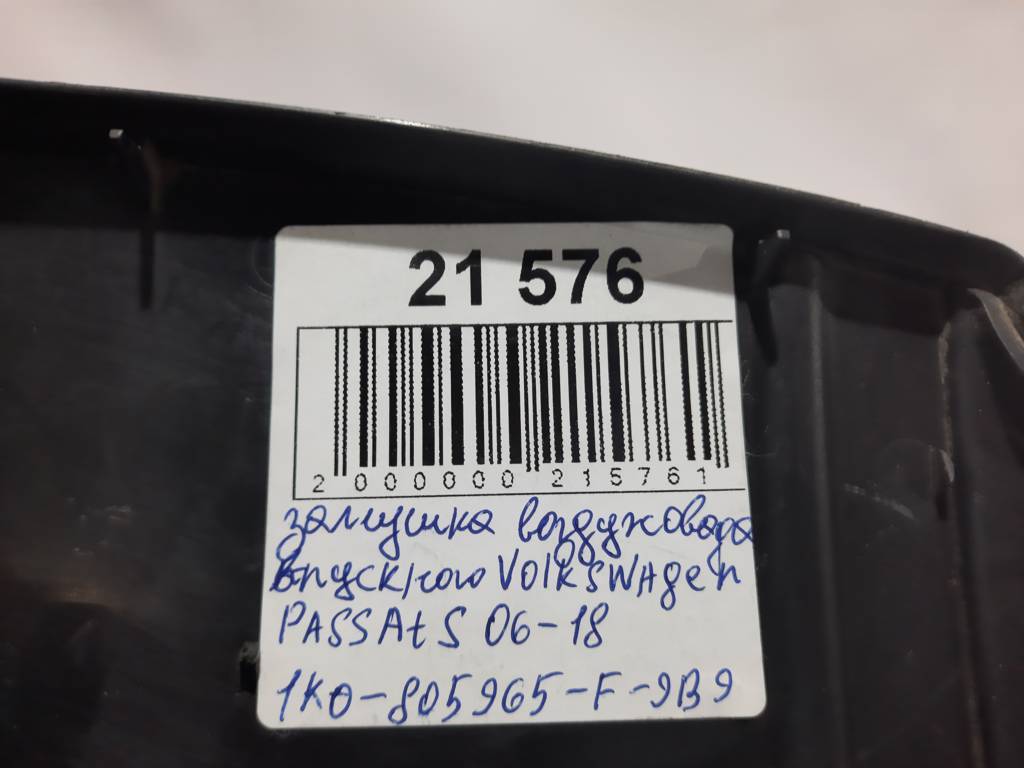 21 576
2 000000 215761
заглушка воздуховода
впускного VOlKSWAgen
PASSAt S 06-18
1K0-805965-F-9B9